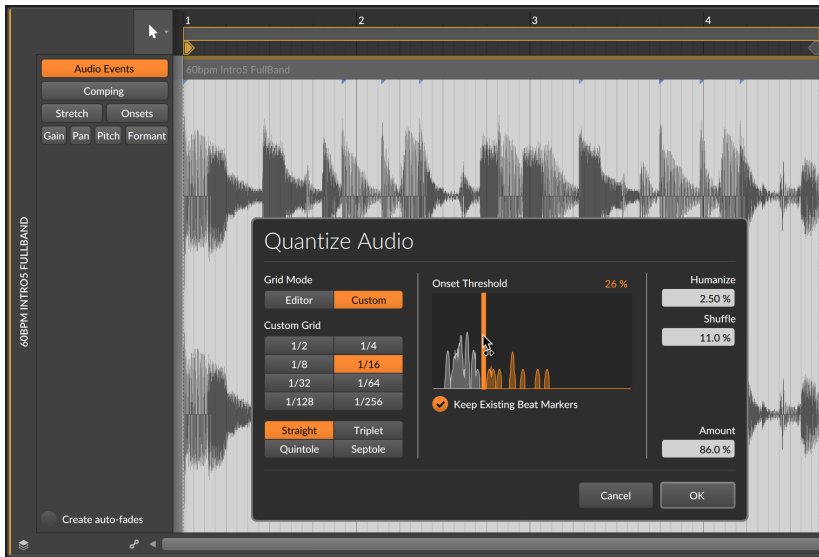 1 2 3 4
Audio Events
60bpm Intro5 FullBand
Comping
Stretch Onsets
Gain Pan Pitch Formant
60BPM INTRO5 FULLBAND
Quantize Audio
Grid Mode
Editor Custom
Custom Grid
1/2 1/4
1/8 1/16
1/32 1/64
1/128 1/256
Straight Triplet
Quintole Septole
Onset Threshold 26 %
Keep Existing Beat Markers
Humanize
2.50 %
Shuffle
11.0 %
Amount
86.0 %
Cancel OK
Create auto-fades